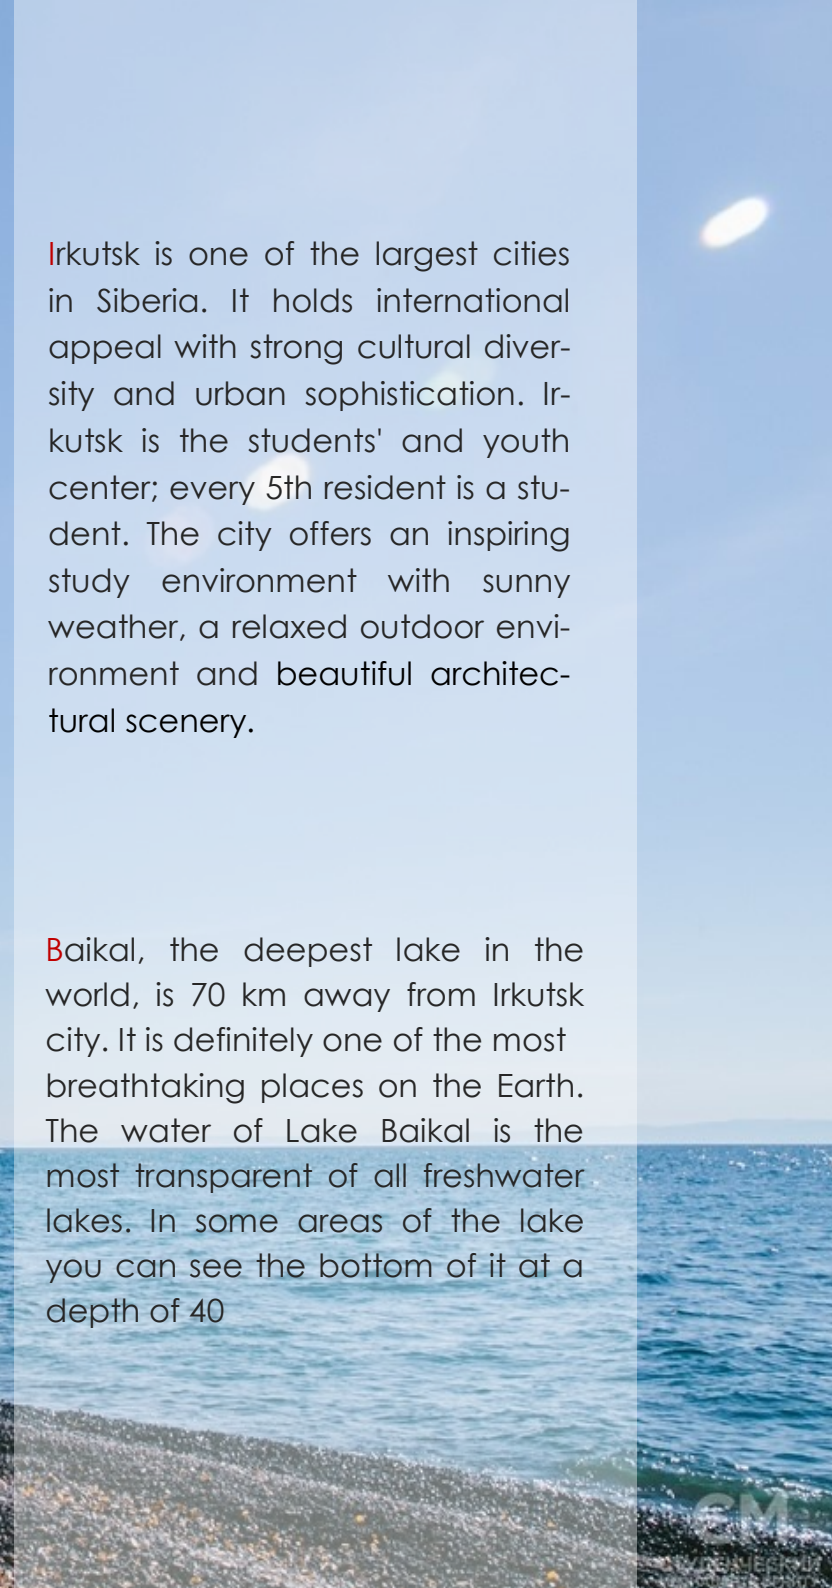 Irkutsk is one of the largest cities
in Siberia. It holds international
appeal with strong cultural diver-
sity and urban sophistication. Ir-
kutsk is the students' and youth
center; every 5th resident is a stu-
dent. The city offers an inspiring
study environment with sunny
weather, a relaxed outdoor envi-
ronment and beautiful architec-
tural scenery.
Baikal, the deepest lake in the
world, is 70 km away from Irkutsk
city. It is definitely one of the most
breathtaking places on the Earth.
The water of Lake Baikal is the
most transparent of all freshwater
lakes. In some areas of the lake
you can see the bottom of it at a
depth of 40
СМ